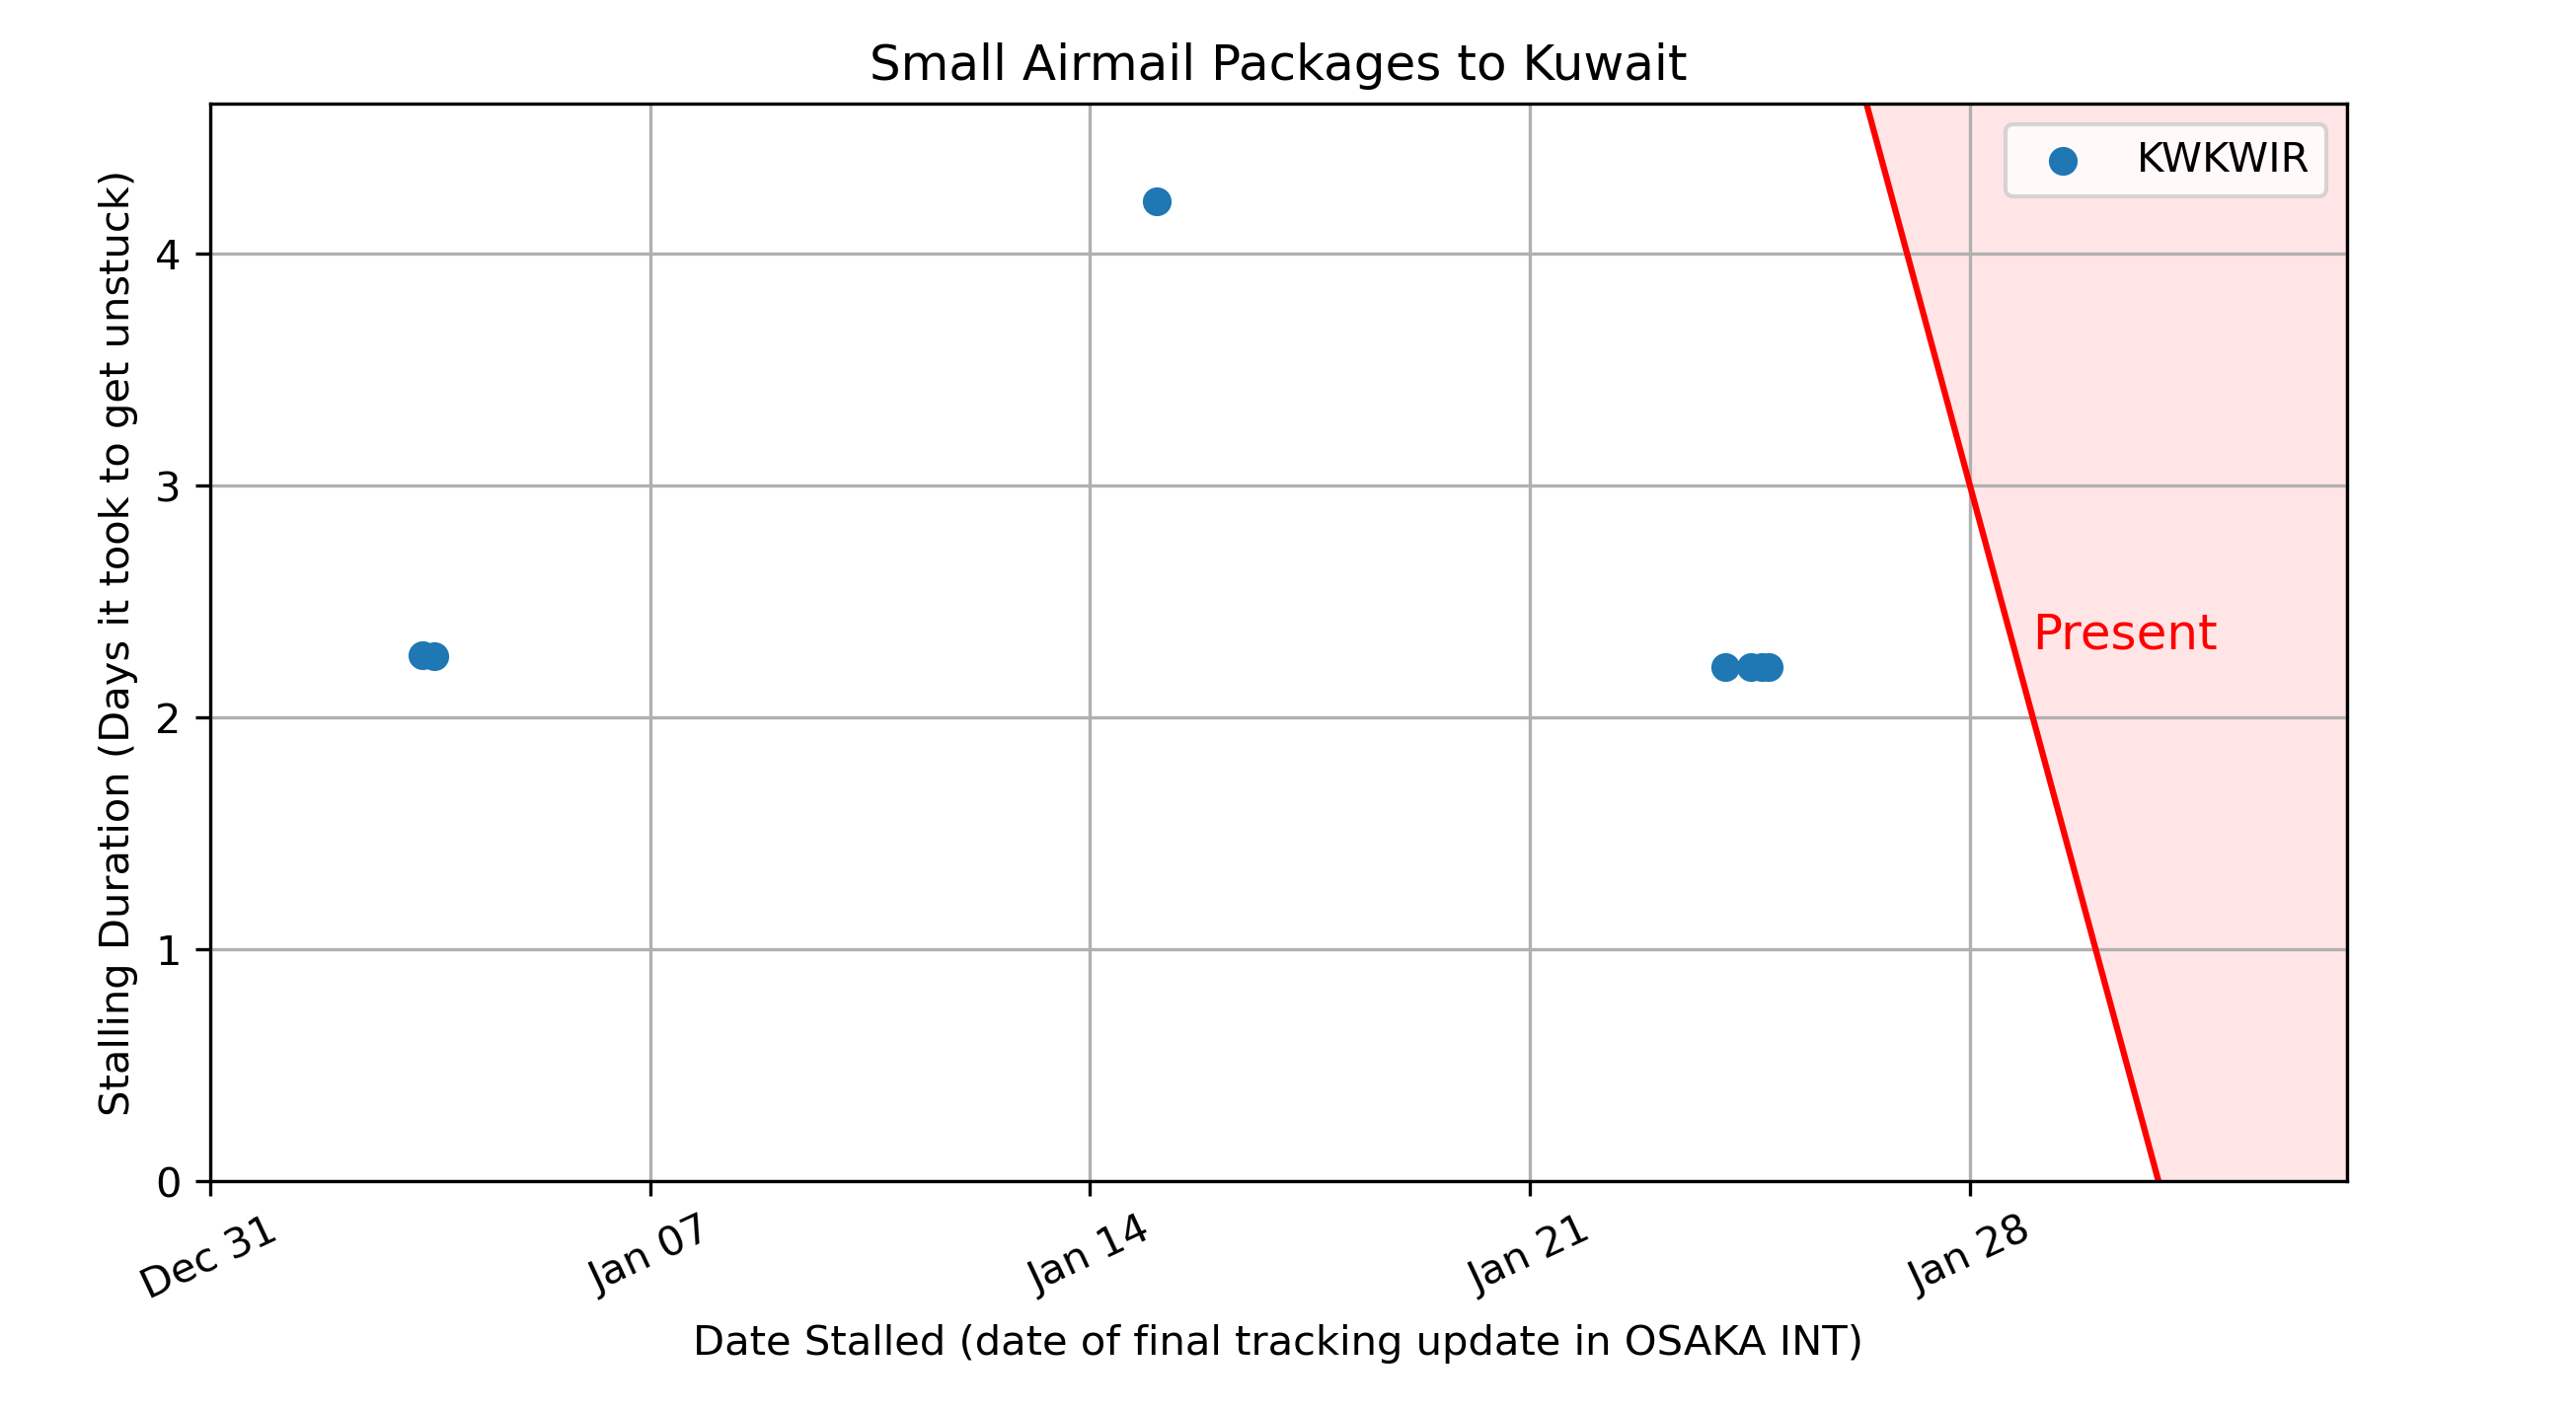 Small Airmail Packages to Kuwait
KWKWIR
Stalling Duration (Days it took to get unstuck)
4
3
2
1
0
Present
Dec 31
Jan 07
Jan 14
Jan 21
Jan 28
Date Stalled (date of final tracking update in OSAKA INT)